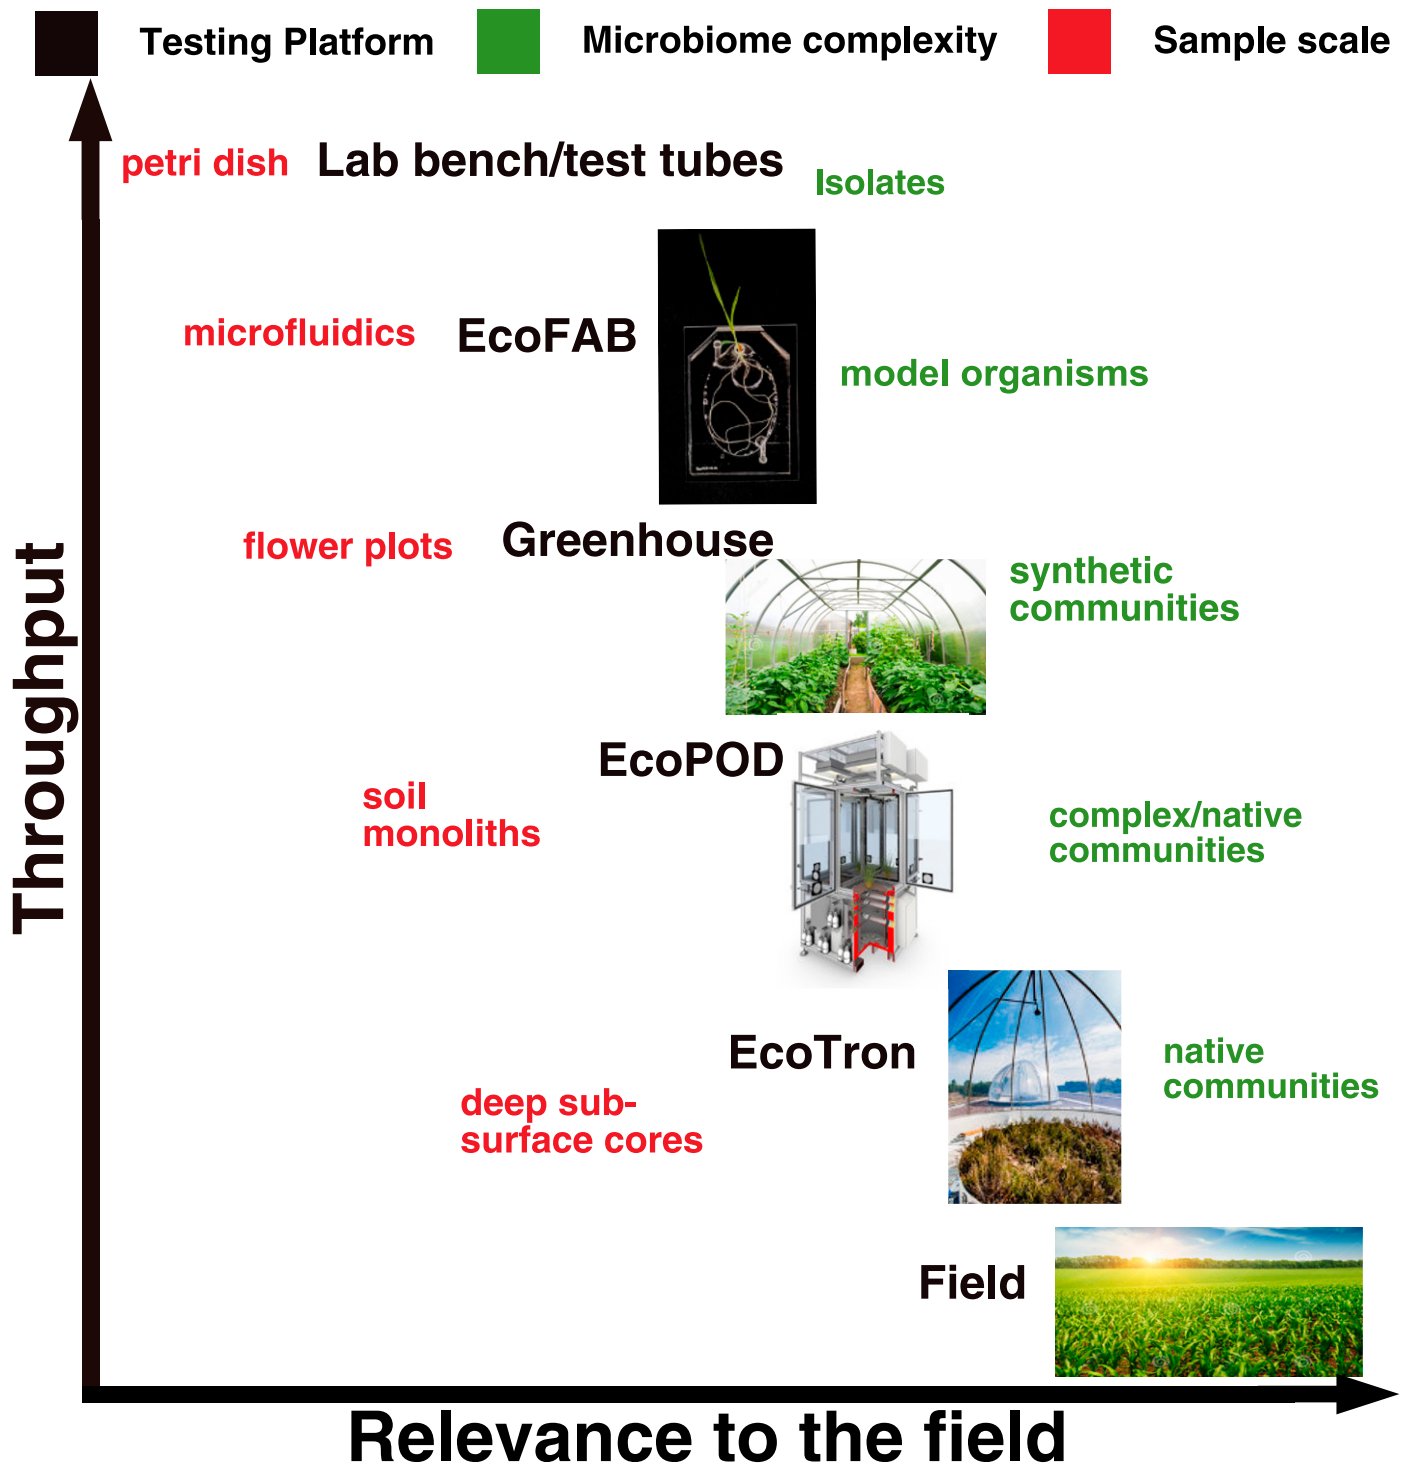 Testing Platform
Microbiome complexity
Sample scale
petri dish
Lab bench/test tubes
Isolates
microfluidics
EcoFAB
model organisms
flower plots
Greenhouse
synthetic
communities
EcoPOD
soil
monoliths
complex/native
communities
EcoTron
native
communities
deep sub-
surface cores
Field
Throughput
Relevance to the field